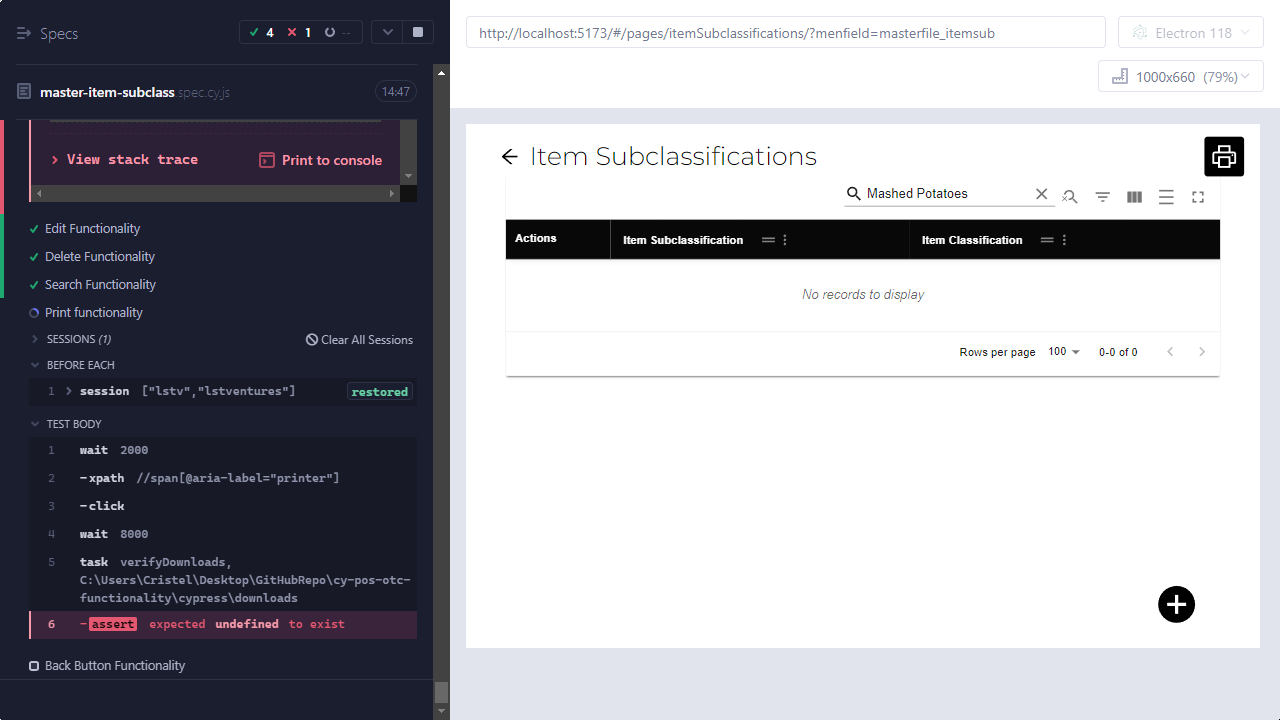 Specs
4
1
--
http://localhost:5173/#/pages/itemSubclassifications/?menfield=masterfile_itemsub
Electron 118
1000x660 (79%)
master-item-subclass.spec.cy.js
14:47
View stack trace
Print to console
Edit Functionality
Delete Functionality
Search Functionality
Print functionality
SESSIONS (1)
Clear All Sessions
BEFORE EACH
1 session ["lstv","lstventures"] restored
TEST BODY
1 wait 2000
2 -xpath //span[@aria-label="printer"]
3 -click
4 wait 8000
5 task verifyDownloads,
C:\Users\Cristel\Desktop\GitHubRepo\cy-pos-otc-
functionality\cypress\downloads
6 -assert expected undefined to exist
Back Button Functionality
Item Subclassifications
Mashed Potatoes
Actions Item Subclassification Item Classification
No records to display
Rows per page 100 0-0 of 0